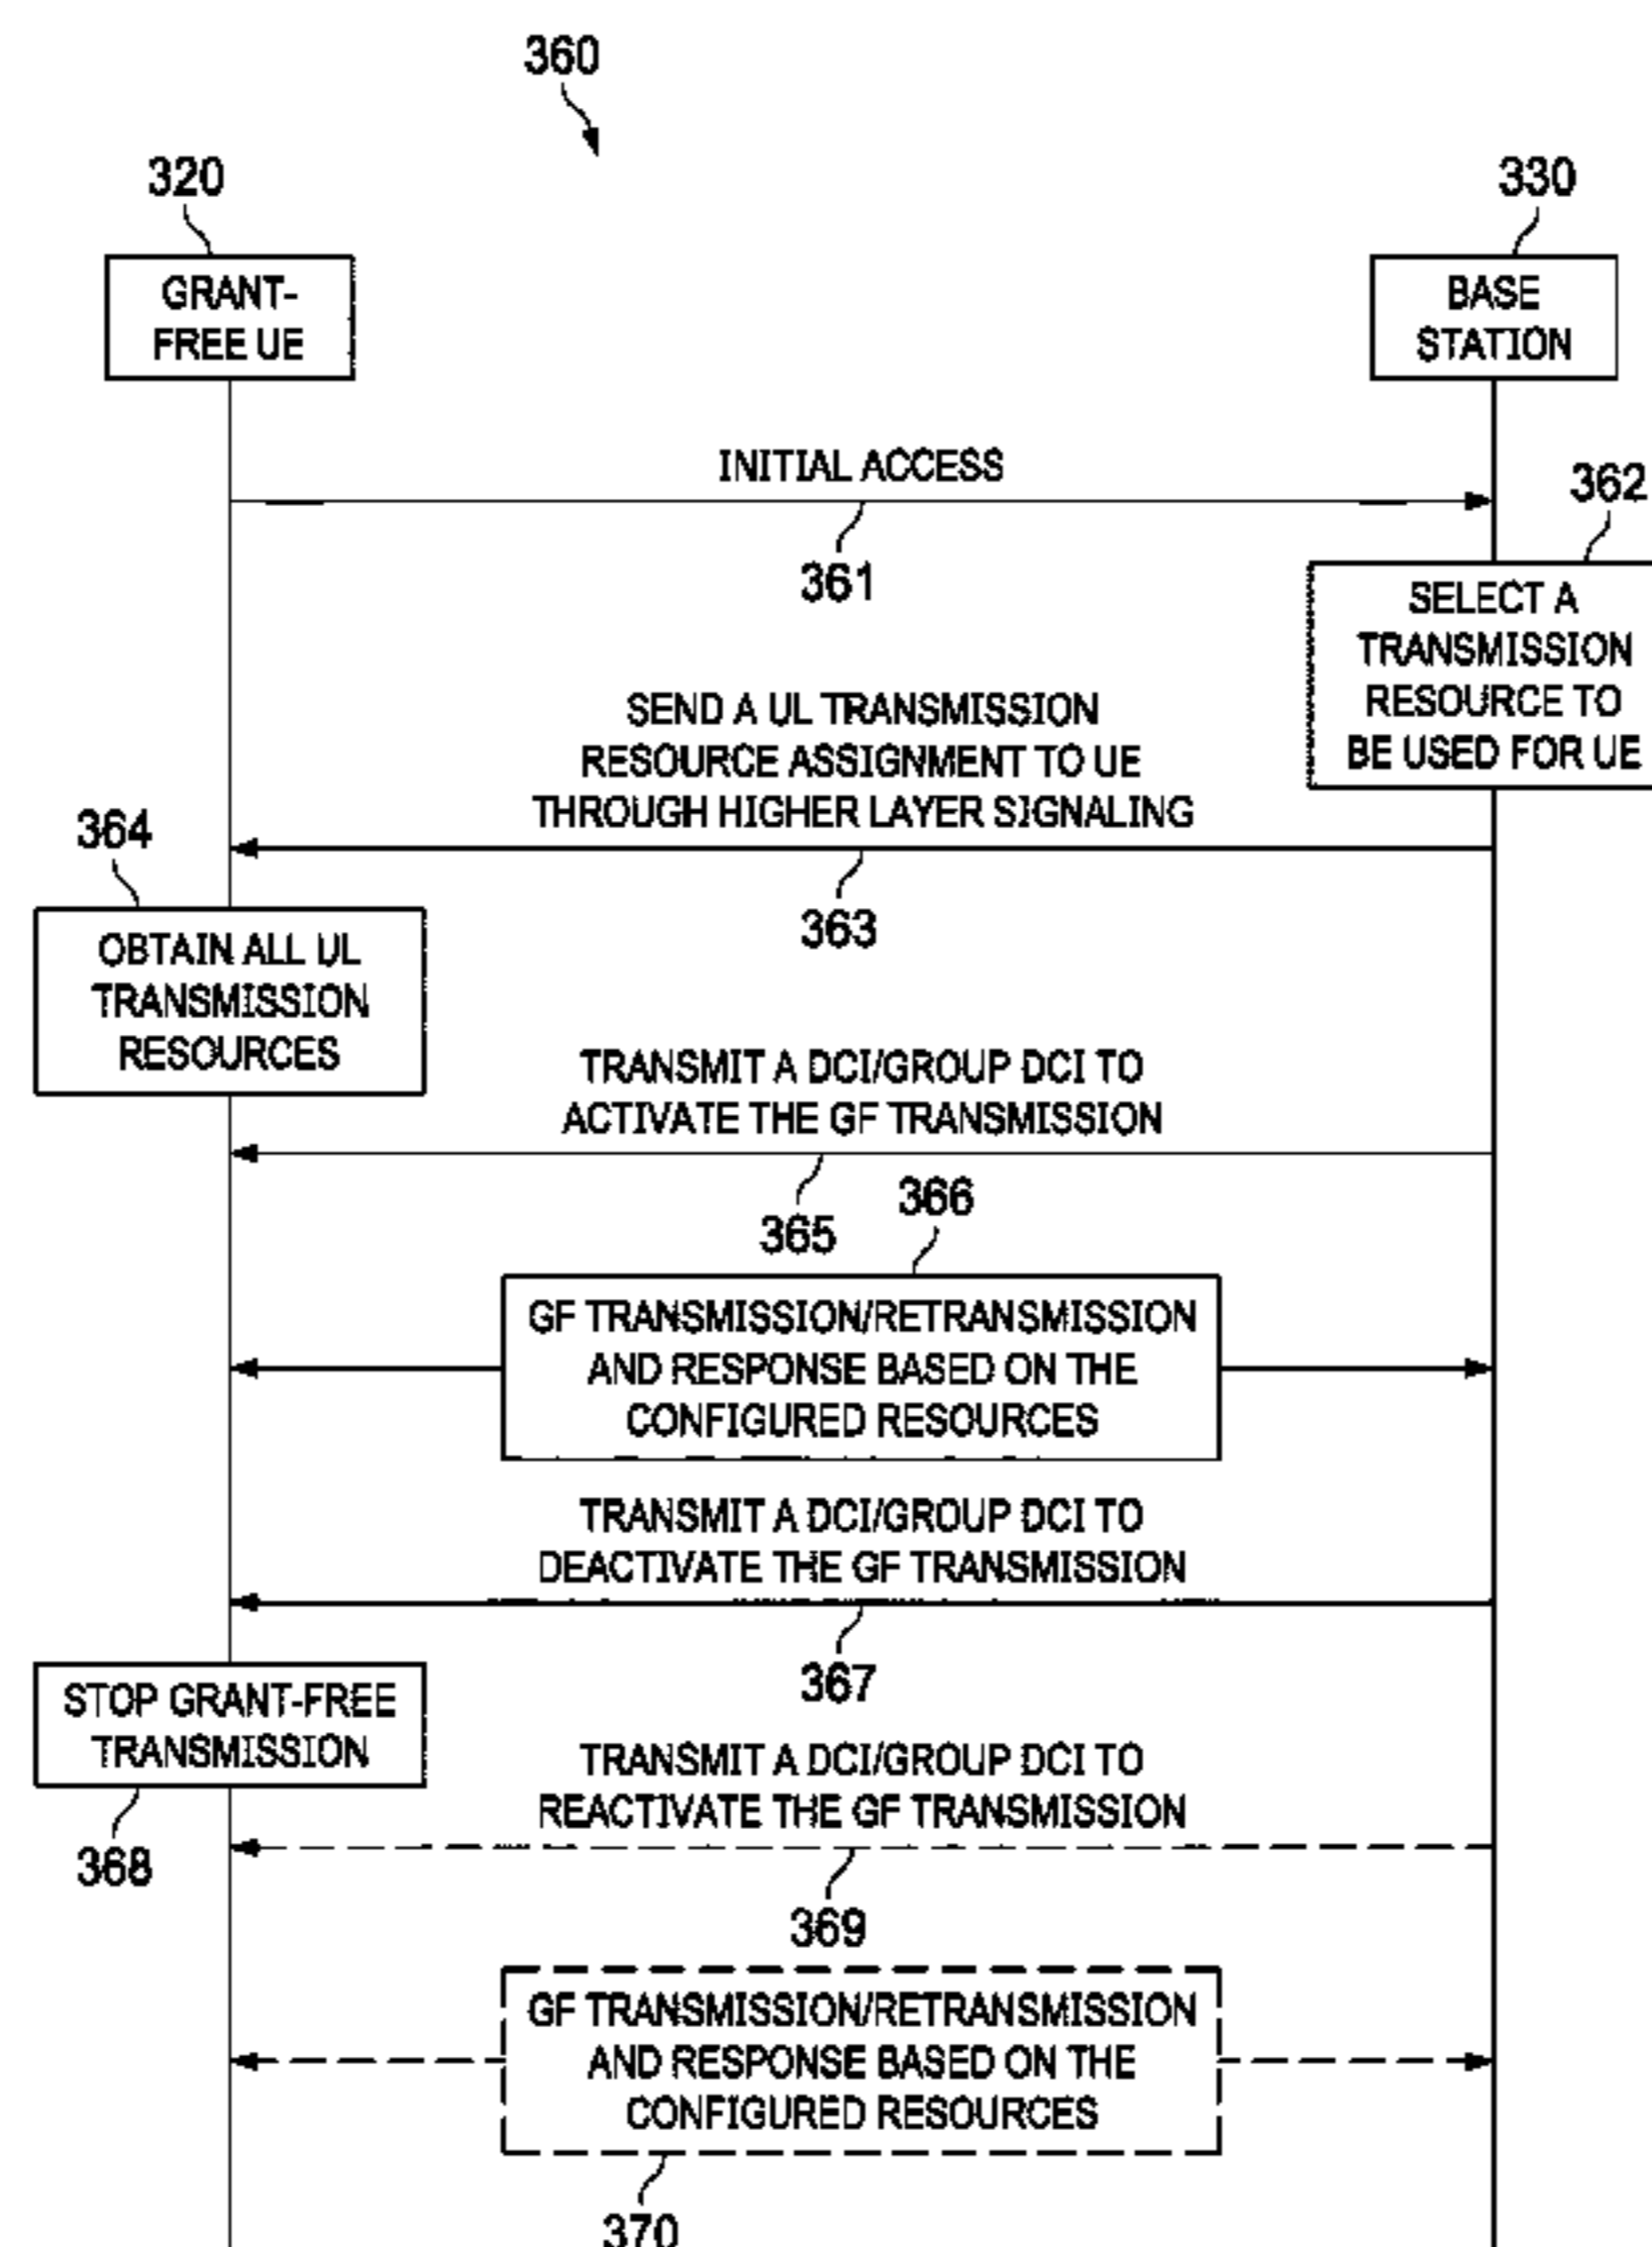 360
320
330
GRANT-
FREE UE
BASE
STATION
INITIAL ACCESS
361
362
SELECT A
TRANSMISSION
RESOURCE TO
BE USED FOR UE
SEND A UL TRANSMISSION
RESOURCE ASSIGNMENT TO UE
THROUGH HIGHER LAYER SIGNALING
363
364
OBTAIN ALL UL
TRANSMISSION
RESOURCES
TRANSMIT A DCI/GROUP DCI TO
ACTIVATE THE GF TRANSMISSION
365
366
GF TRANSMISSION/RETRANSMISSION
AND RESPONSE BASED ON THE
CONFIGURED RESOURCES
TRANSMIT A DCI/GROUP DCI TO
DEACTIVATE THE GF TRANSMISSION
367
STOP GRANT-FREE
TRANSMISSION
368
TRANSMIT A DCI/GROUP DCI TO
REACTIVATE THE GF TRANSMISSION
369
GF TRANSMISSION/RETRANSMISSION
AND RESPONSE BASED ON THE
CONFIGURED RESOURCES
370